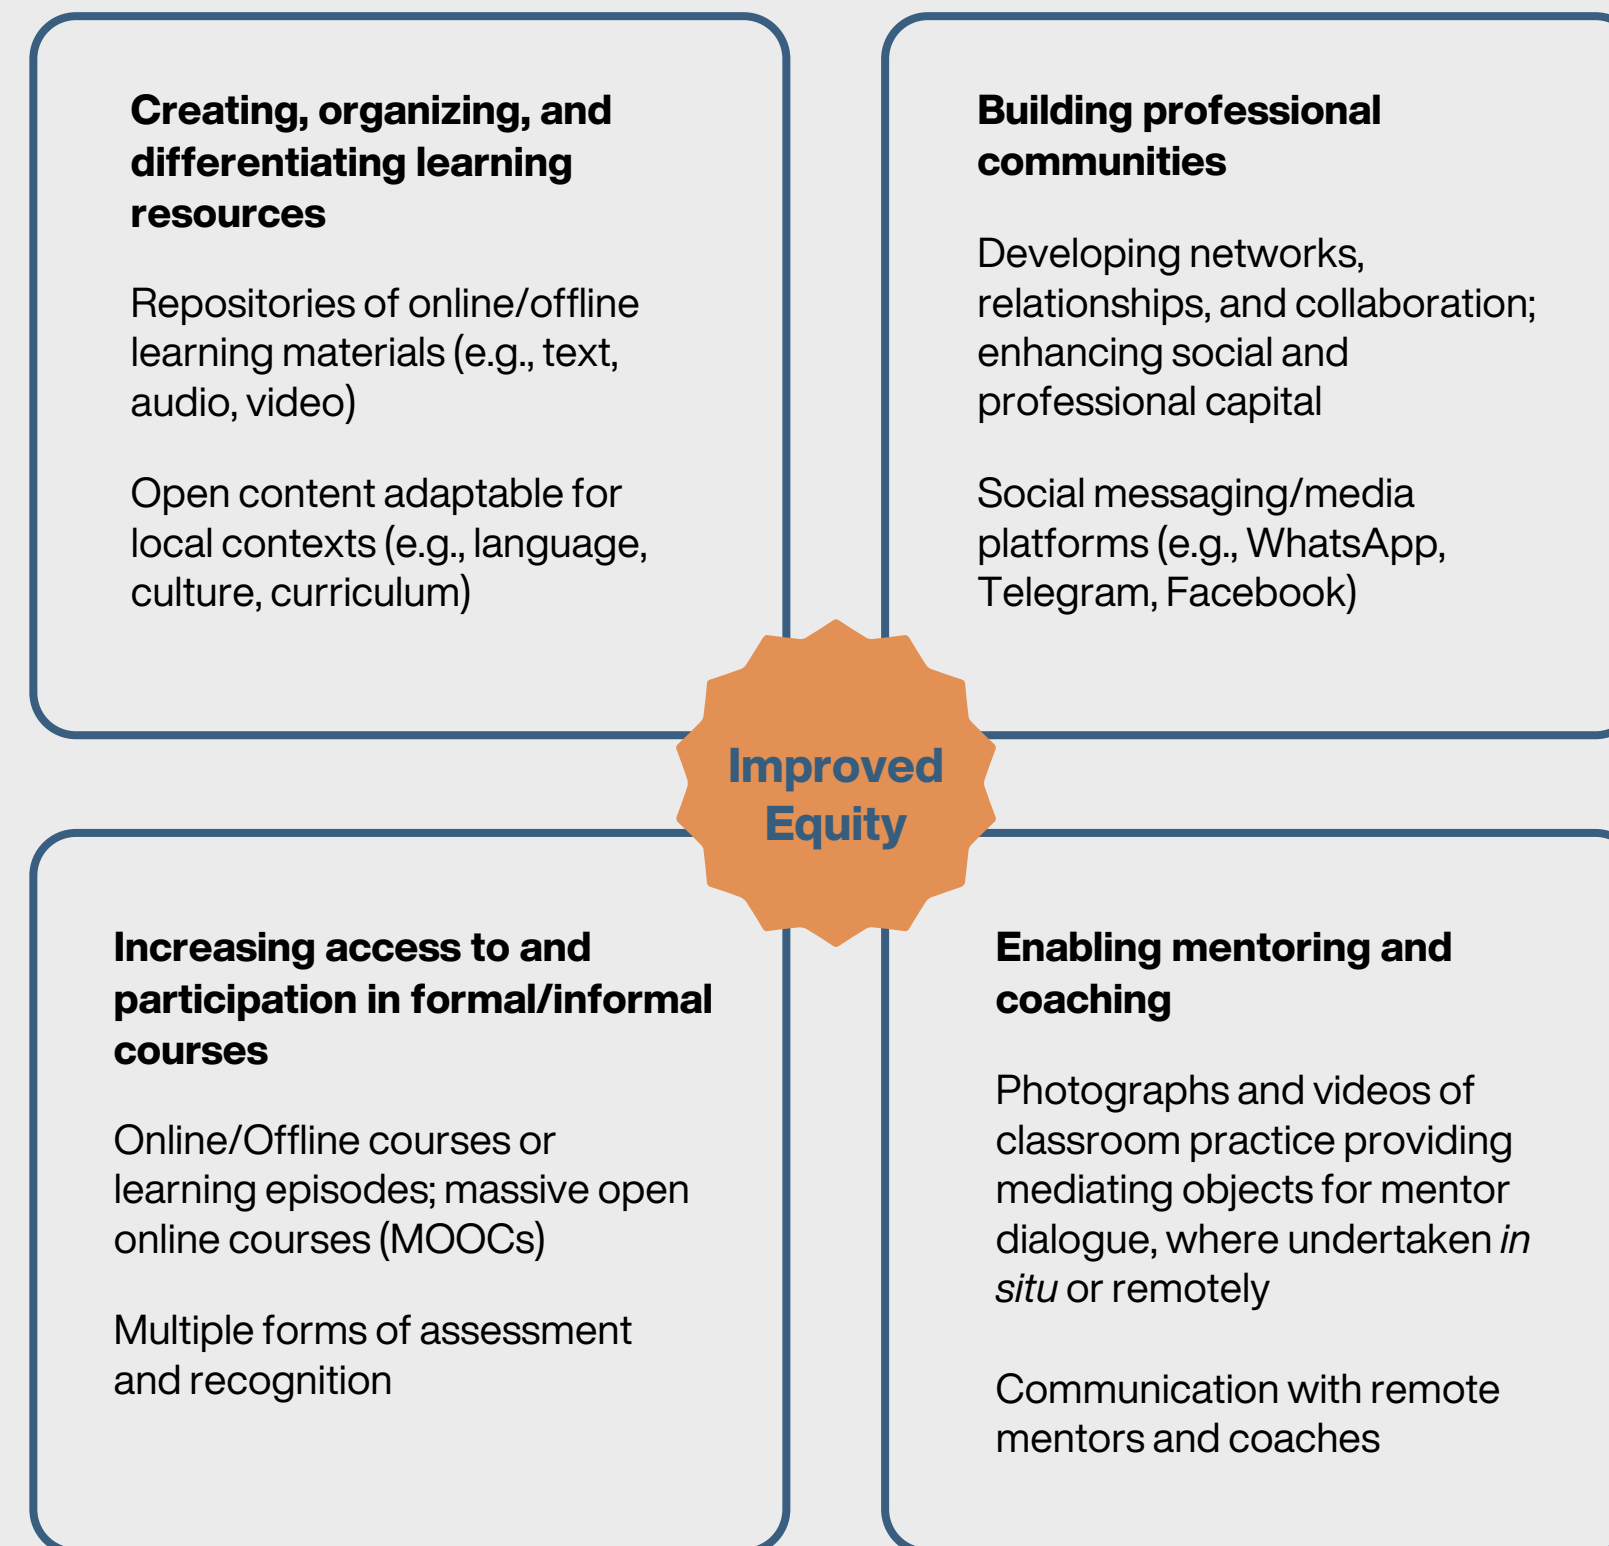 Creating, organizing, and
differentiating learning
resources
Repositories of online/offline
learning materials (e.g., text,
audio, video)
Open content adaptable for
local contexts (e.g., language,
culture, curriculum)
Building professional
communities
Developing networks,
relationships, and collaboration;
enhancing social and
professional capital
Social messaging/media
platforms (e.g., WhatsApp,
Telegram, Facebook)
Improved
Equity
Increasing access to and
participation in formal/informal
courses
Online/Offline courses or
learning episodes; massive open
online courses (MOOCs)
Multiple forms of assessment
and recognition
Enabling mentoring and
coaching
Photographs and videos of
classroom practice providing
mediating objects for mentor
dialogue, where undertaken in
situ or remotely
Communication with remote
mentors and coaches